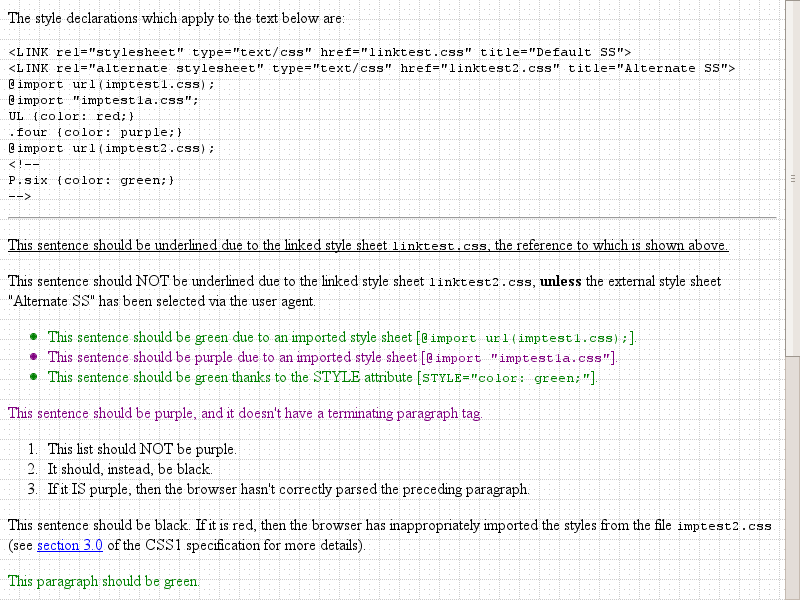 The style declarations which apply to the text below are:
<LINK rel="stylesheet" type="text/css" href="linktest.css" title="Default SS">
<LINK rel="alternate stylesheet" type="text/css" href="linktest2.css" title="Alternate SS">
@import url(imptest1.css);
@import "imptest1a.css";
UL {color: red;}
.four {color: purple;}
@import url(imptest2.css);
<!--
P.six {color: green;}
-->
This sentence should be underlined due to the linked style sheet linktest.css, the reference to which is shown above.
This sentence should NOT be underlined due to the linked style sheet linktest2.css, unless the external style sheet
"Alternate SS" has been selected via the user agent.
This sentence should be green due to an imported style sheet [@import url(imptest1.css);].
This sentence should be purple due to an imported style sheet [@import "imptest1a.css"].
This sentence should be green thanks to the STYLE attribute [STYLE="color: green;"].
This sentence should be purple, and it doesn't have a terminating paragraph tag.
1. This list should NOT be purple.
2. It should, instead, be black.
3. If it IS purple, then the browser hasn't correctly parsed the preceding paragraph.
This sentence should be black. If it is red, then the browser has inappropriately imported the styles from the file imptest2.css
(see section 3.0 of the CSS1 specification for more details).
This paragraph should be green.